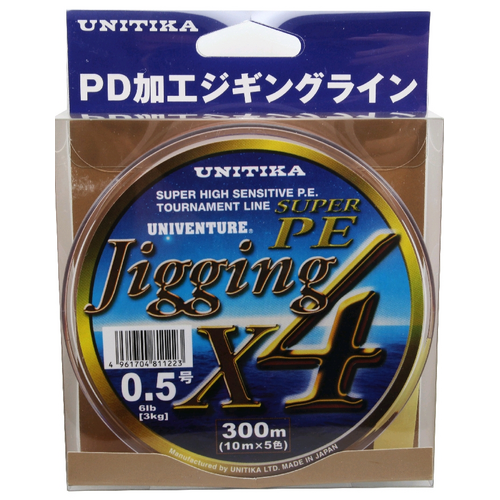 UNITIKA
PD加工ジギングライン
UNITIKA
SUPER HIGH SENSITIVE P.E.
TOURNAMENT LINE
SUPER
PE
UNIVENTURE®
Jigging
X4
4 961704 811223
0.5号
6lb
[3kg]
300m
(10m×5色)
Manufactured by UNITIKA LTD. MADE IN JAPAN